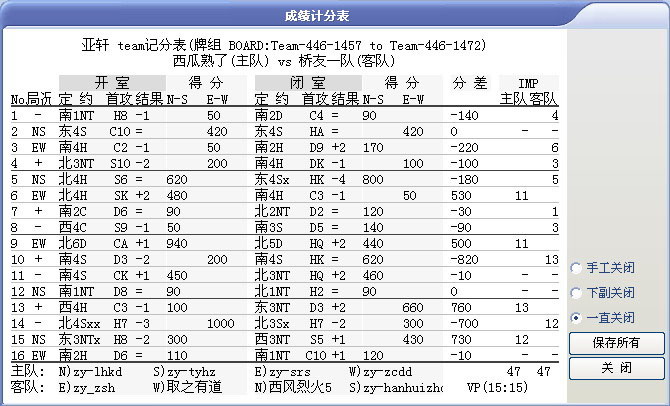 成绩计分表
亚轩 team记分表(牌组 BOARD:Team-446-1457 to Team-446-1472)
西瓜熟了(主队) vs 桥友一队(客队)
开 室 得 分 闭 室 得 分 分 差 IMP
No.局况 定 约 首攻 结果 N-S E-W 定 约 首攻 结果 N-S E-W 主队 客队
1 - 南1NT H8 -1 50 南2D C4 = 90 -140 4
2 NS 东4S C10 = 420 东4S HA = 420 0 - -
3 EW 南4H C2 -1 50 南2H D9 +2 170 -220 6
4 + 北3NT S10 -2 200 南4H DK -1 100 -100 3
5 NS 北4H S6 = 620 东4Sx HK -4 800 -180 5
6 EW 北4H SK +2 480 南4H C3 -1 50 530 11
7 + 南2C D6 = 90 北2NT D2 = 120 -30 1
8 - 西4C S9 -1 50 南3S D5 = 140 -90 3
9 EW 北6D CA +1 940 北5D HQ +2 440 500 11
10 + 南4S D3 -2 200 南4S HK = 620 -820 13
11 - 南4S CK +1 450 北3NT HQ +2 460 -10 - -
12 NS 南1NT D8 = 90 北1NT H2 = 90 0 - -
13 + 西4H C3 -1 100 东3NT D3 +2 660 760 13
14 - 北4Sxx H7 -3 1000 北3Sx H7 -2 300 -700 12
15 NS 东3NTx H8 -2 300 西3NT S5 +1 430 730 12
16 EW 南2H D6 = 110 南1NT C10 +1 120 -10 - -
主队: N)zy-lhkd S)zy-tyhz E)zy-srs W)zy-zcdd 47 47
客队: E)zy_zsh W)取之有道 N)西风烈火5 S)zy-hanhuizho VP(15:15)
手工关闭
下副关闭
一直关闭
保存所有
关 闭